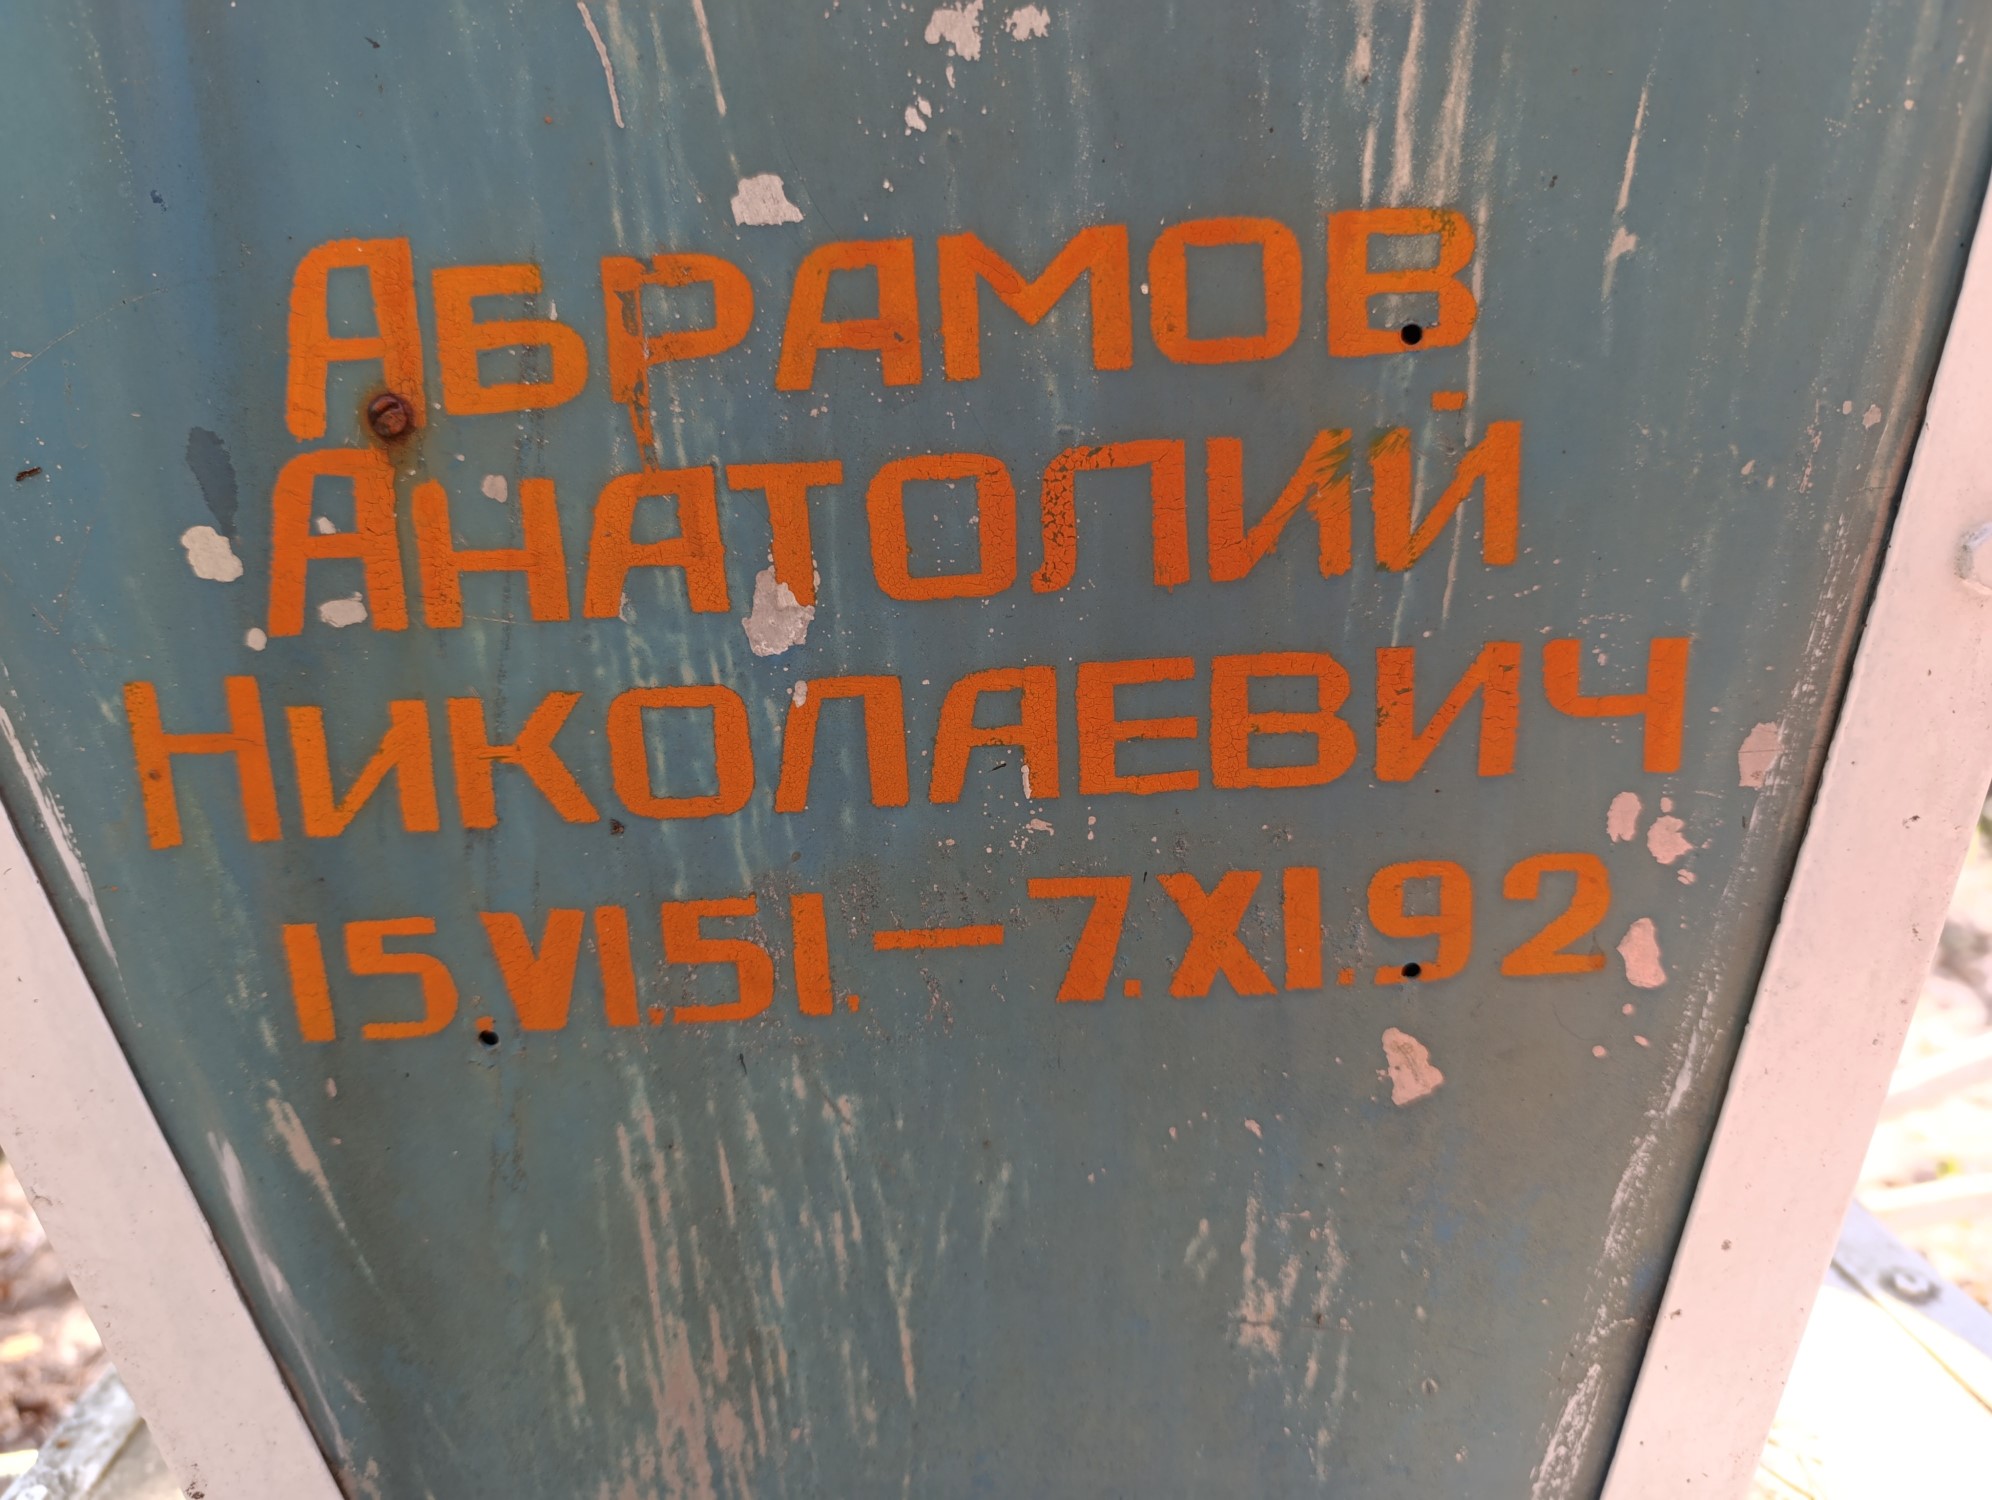 Абрамов
Анатолий
Николаевич
15.VI.51. — 7.XI.92